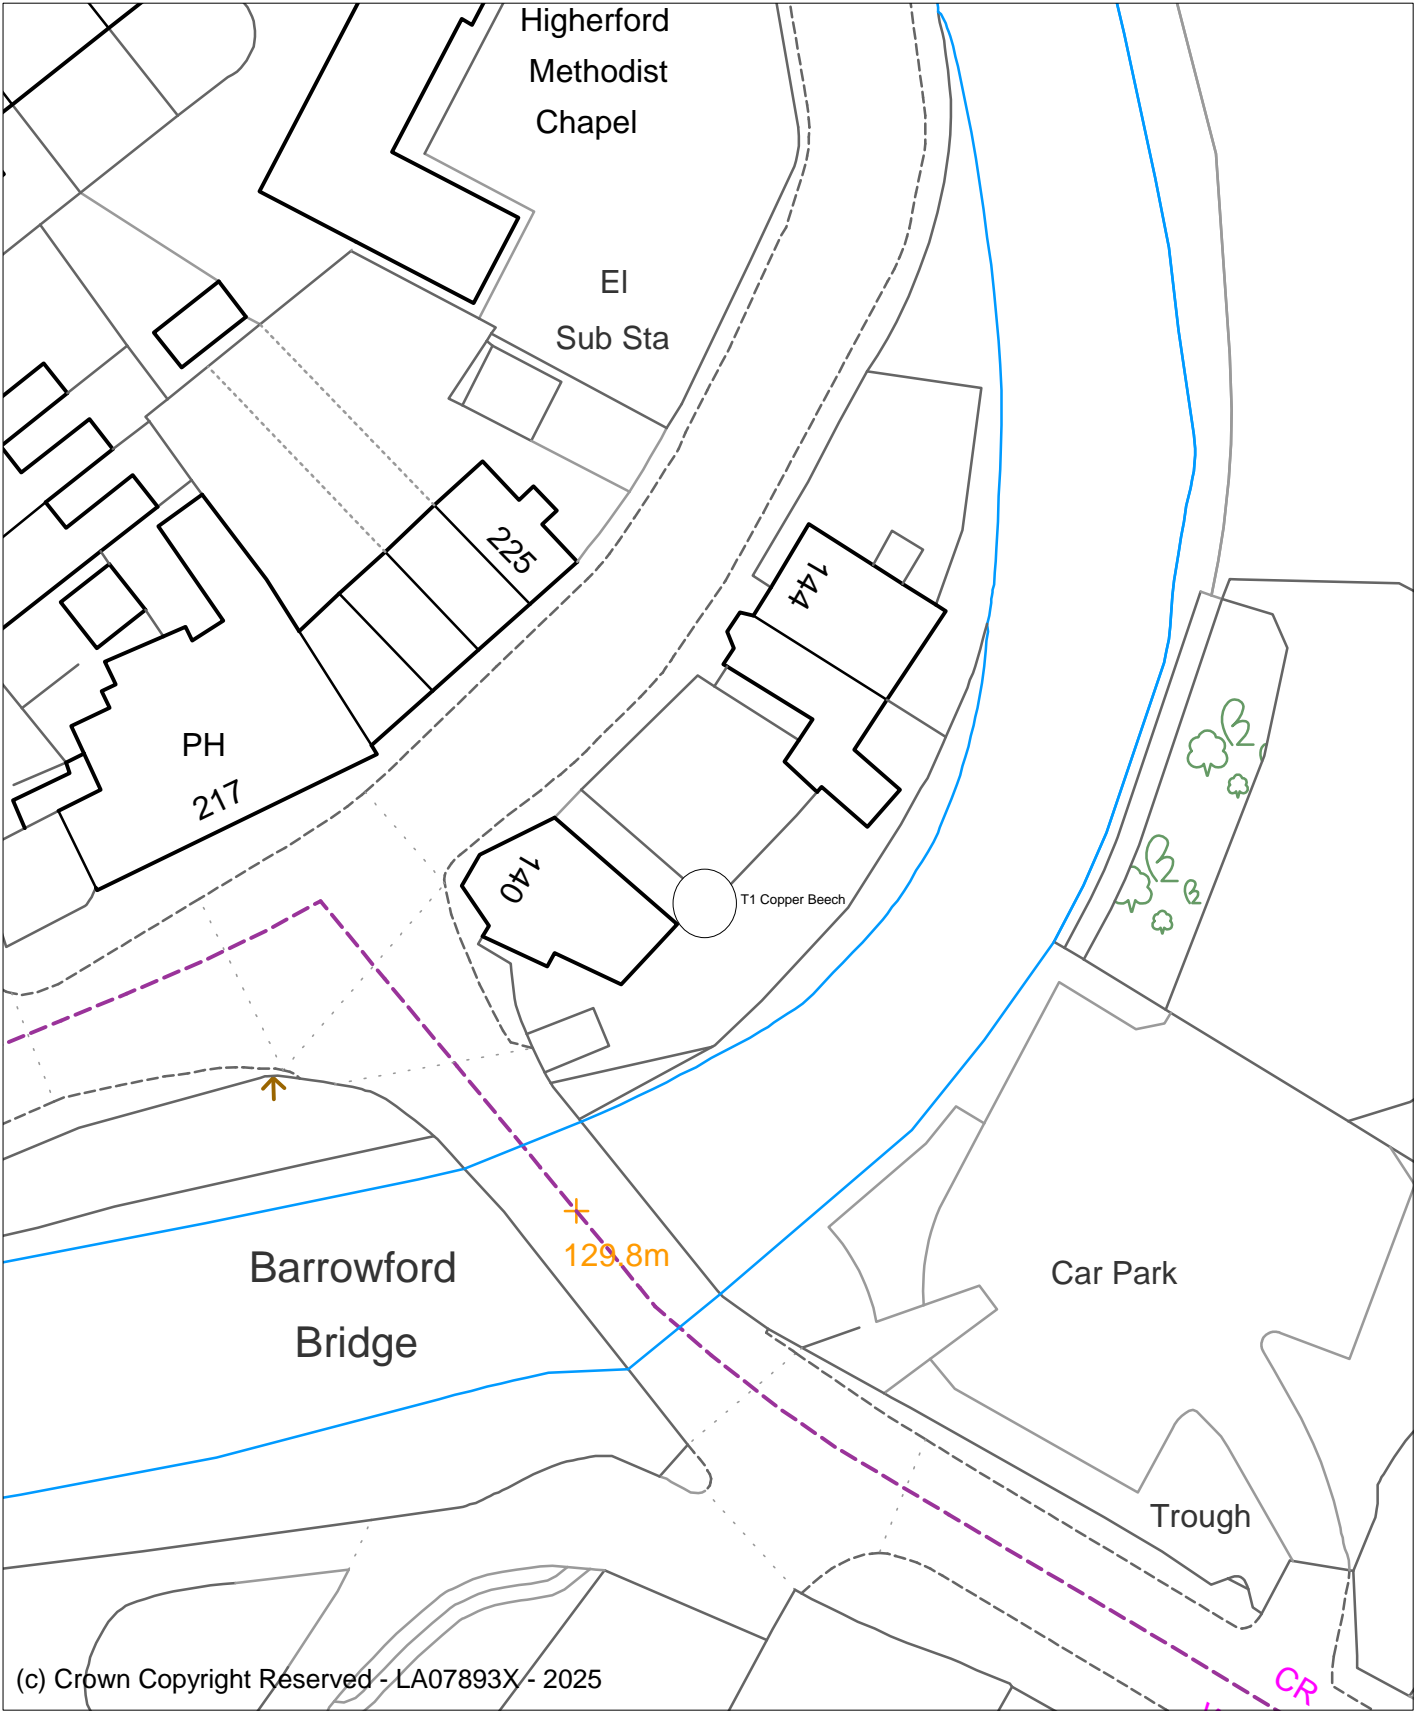 Higherford
Methodist
Chapel
El
Sub Sta
225
144
PH
217
140
T1 Copper Beech
129.8m
Barrowford
Bridge
Car Park
Trough
CR
(c) Crown Copyright Reserved - LA07893X - 2025